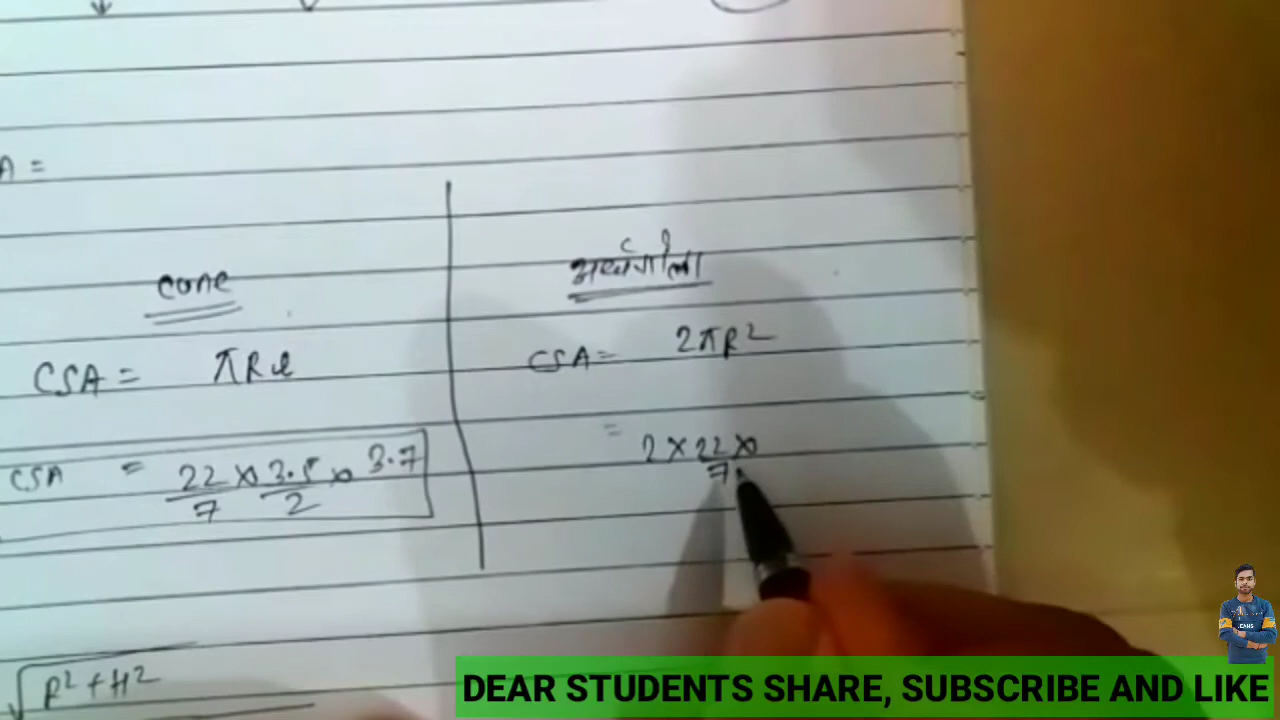 A =
cone
CSA = πRl
CSA = 22/7 × 3.5/2 × 3.7
√R²+H²
अर्धगोला
CSA = 2πR²
= 2 × 22/7 ×
DEAR STUDENTS SHARE, SUBSCRIBE AND LIKE